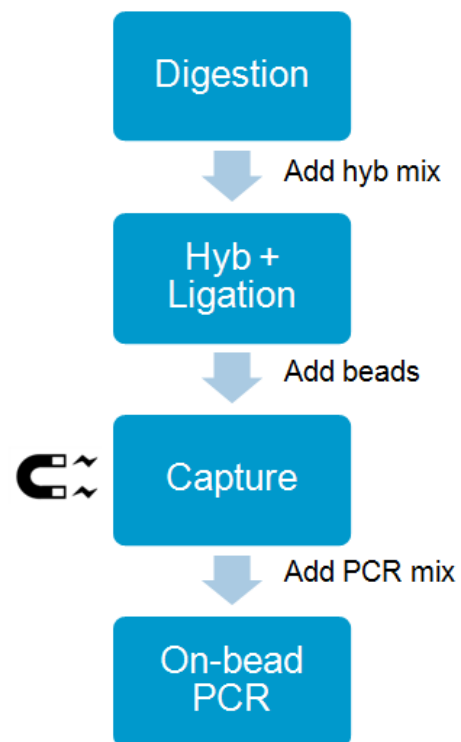 Digestion
Add hyb mix
Hyb +
Ligation
Add beads
Capture
Add PCR mix
On-bead
PCR